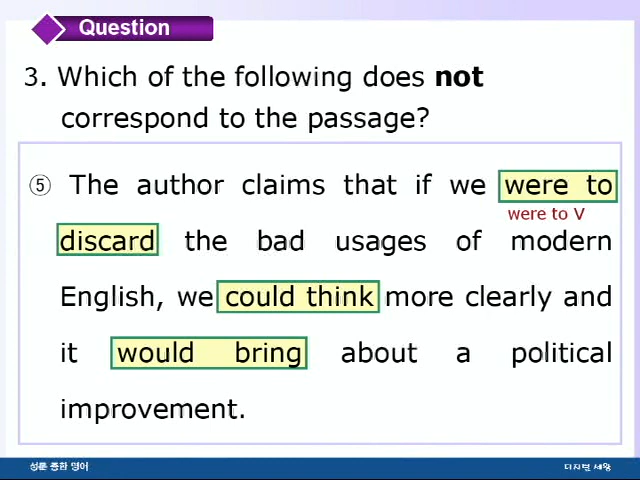 Question
3. Which of the following does not
correspond to the passage?
⑤ The author claims that if we were to
were to V
discard the bad usages of modern
English, we could think more clearly and
it would bring about a political
improvement.
성문 종합 영어
디지털 세왕